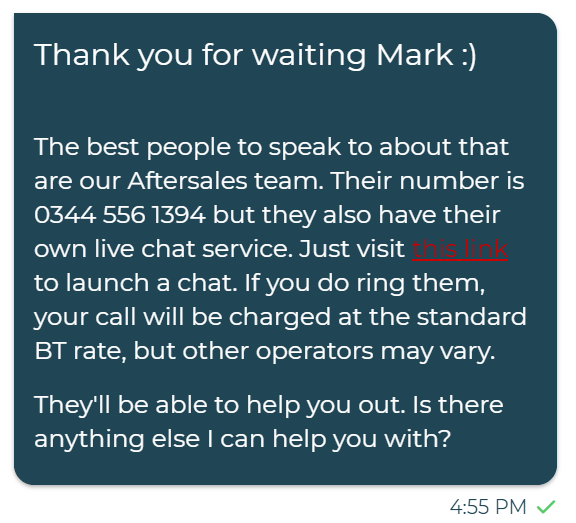 Thank you for waiting Mark :)
The best people to speak to about that
are our Aftersales team. Their number is
0344 556 1394 but they also have their
own live chat service. Just visit this link
to launch a chat. If you do ring them,
your call will be charged at the standard
BT rate, but other operators may vary.
They'll be able to help you out. Is there
anything else I can help you with?
4:55 PM